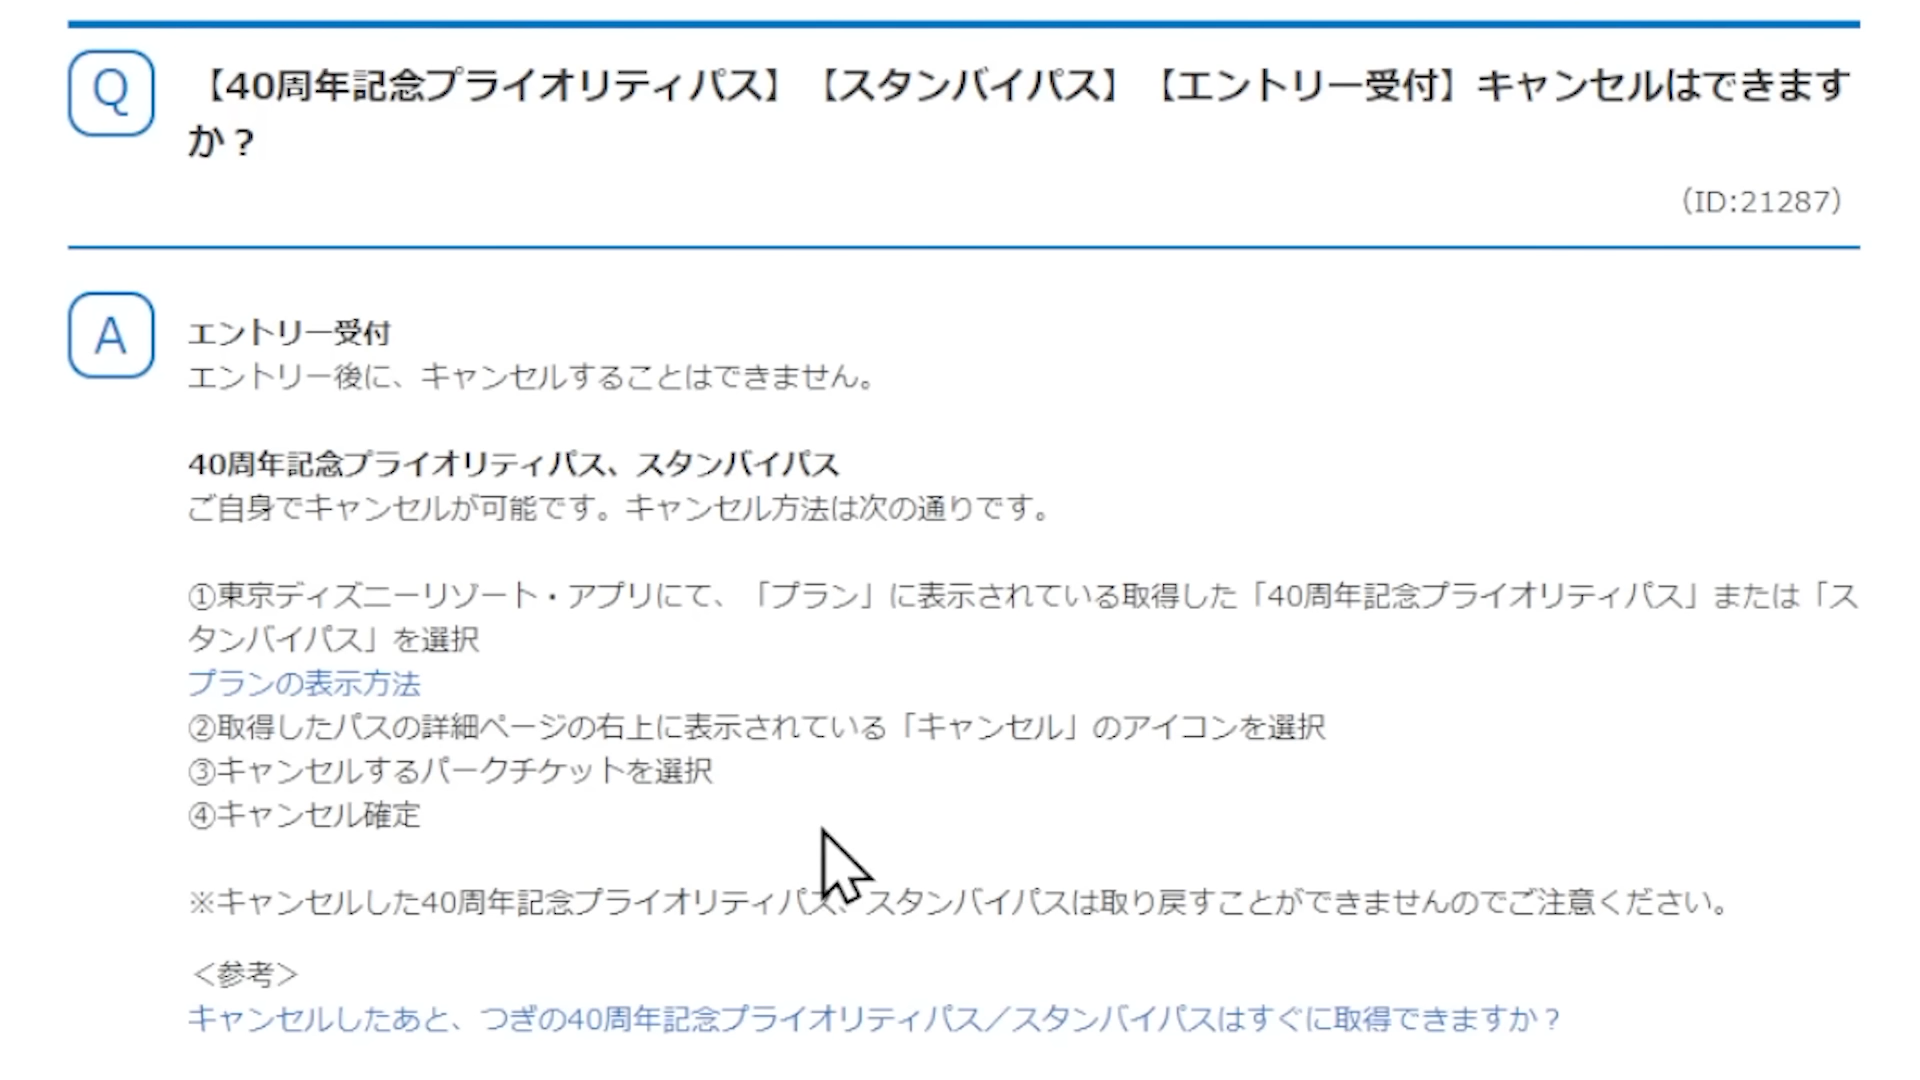 Q
【40周年記念プライオリティパス】【スタンバイパス】【エントリー受付】キャンセルはできます
か？
（ID:21287）
A
エントリー受付
エントリー後に、キャンセルすることはできません。
40周年記念プライオリティパス、スタンバイパス
ご自身でキャンセルが可能です。キャンセル方法は次の通りです。
①東京ディズニーリゾート・アプリにて、「プラン」に表示されている取得した「40周年記念プライオリティパス」または「ス
タンバイパス」を選択
プランの表示方法
②取得したパスの詳細ページの右上に表示されている「キャンセル」のアイコンを選択
③キャンセルするパークチケットを選択
④キャンセル確定
※キャンセルした40周年記念プライオリティパス、スタンバイパスは取り戻すことができませんのでご注意ください。
＜参考＞
キャンセルしたあと、つぎの40周年記念プライオリティパス／スタンバイパスはすぐに取得できますか？